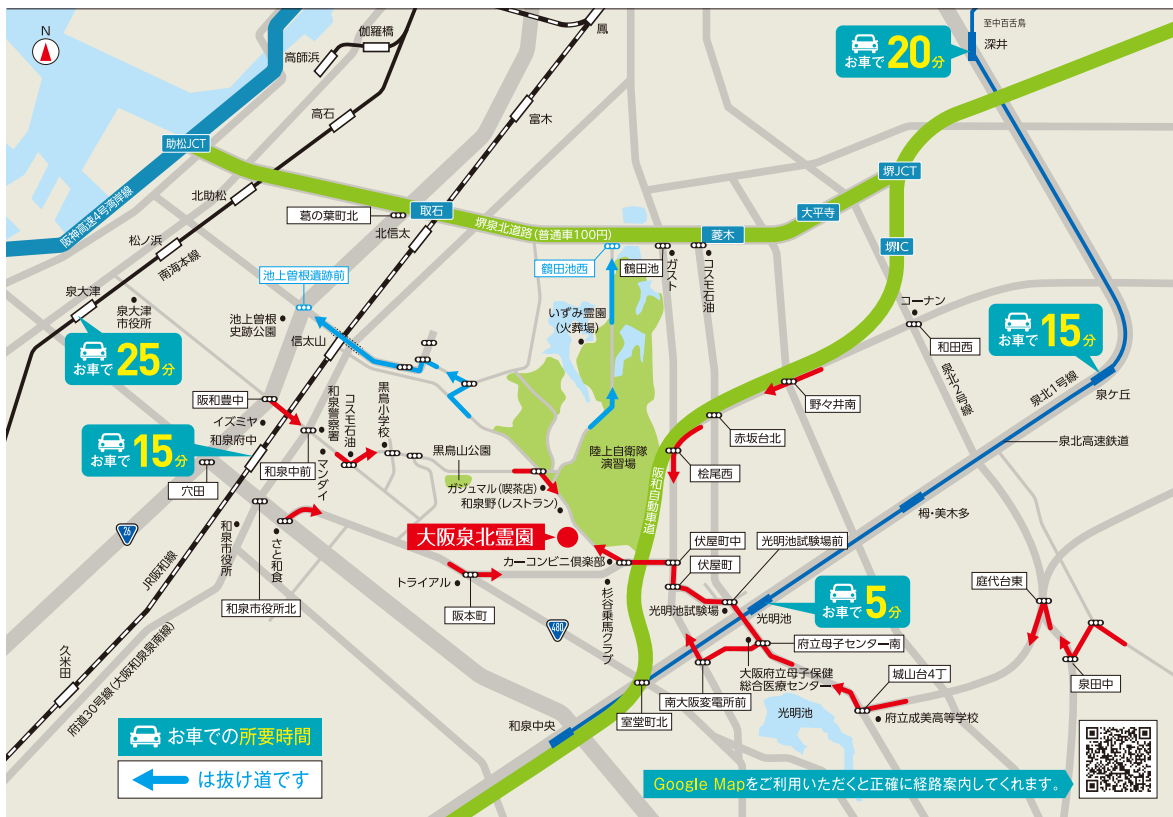 N
伽羅橋
高師浜
鳳
至中百舌鳥
深井
お車で20分
高石
富木
助松JCT
北助松
葛の葉町北
取石
北信太
堺泉北道路(普通車100円)
堺JCT
大平寺
菱木
堺IC
阪神高速4号湾岸線
松ノ浜
南海本線
鶴田池西
鶴田池
ガスト
コスモ石油
泉大津
泉大津
市役所
池上曽根遺跡前
池上曽根
史跡公園
信太山
いずみ霊園
(火葬場)
コーナン
和田西
お車で15分
泉ケ丘
お車で25分
泉北2号線
泉北1号線
野々井南
阪和豊中
イズミヤ
和泉府中
和泉警察署
コスモ石油
黒鳥小学校
黒鳥山公園
赤坂台北
泉北高速鉄道
お車で15分
和泉中前
マンダイ
陸上自衛隊
演習場
桧尾西
阪和自動車道
穴田
ガジュマル(喫茶店)
和泉野(レストラン)
栂・美木多
26
和泉市役所
さと和食
大阪泉北霊園
伏屋町中
光明池試験場前
カーコンビニ倶楽部
伏屋町
JR阪和線
和泉市役所北
トライアル
阪本町
杉谷乗馬クラブ
光明池試験場
光明池
お車で5分
庭代台東
480
府立母子センター南
大阪府立母子保健
総合医療センター
久米田
府道30号線(大阪和泉泉南線)
城山台4丁
泉田中
南大阪変電所前
室堂町北
和泉中央
光明池
府立成美高等学校
お車での所要時間
は抜け道です
Google Mapをご利用いただくと正確に経路案内してくれます。